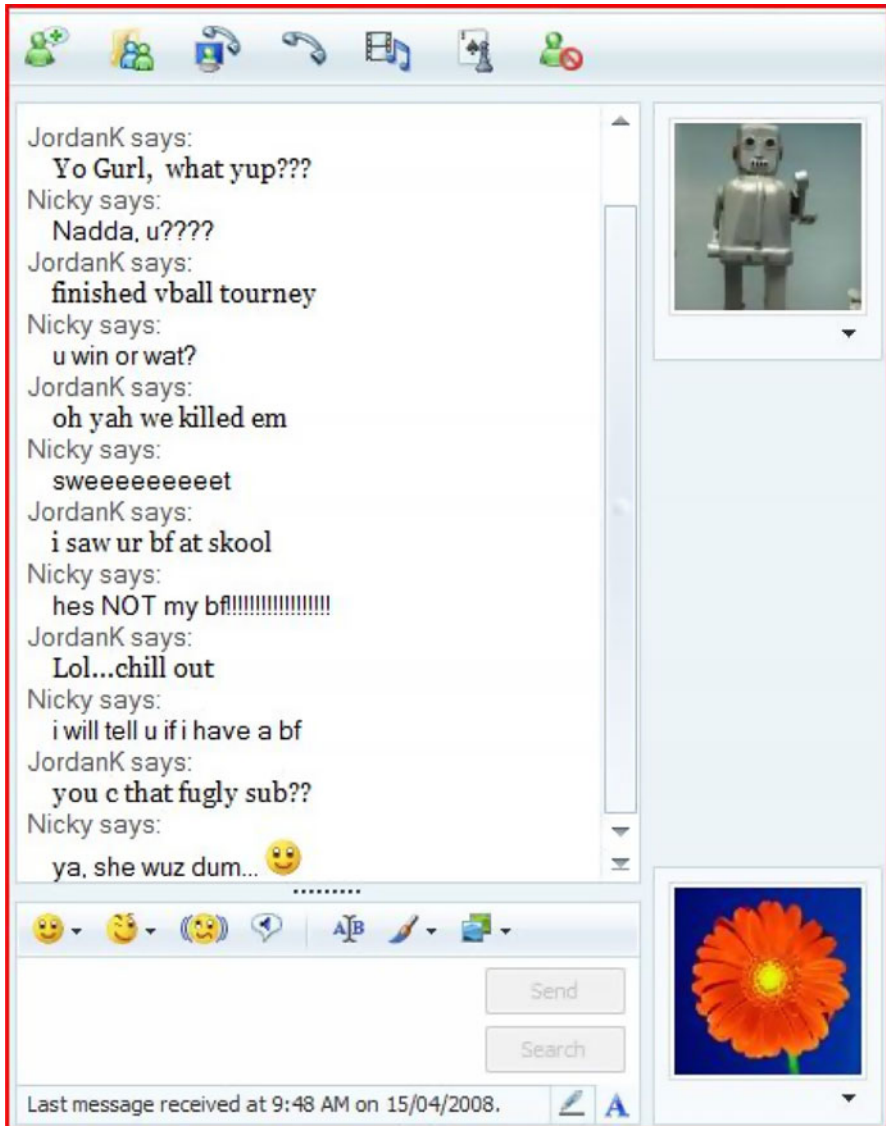 JordanK says:
Yo Gurl, what yup???
Nicky says:
Nadda, u????
JordanK says:
finished vball tourney
Nicky says:
u win or wat?
JordanK says:
oh yah we killed em
Nicky says:
sweeeeeeeeet
JordanK says:
i saw ur bf at skool
Nicky says:
hes NOT my bf!!!!!!!!!!!!!!!!!!!
JordanK says:
Lol...chill out
Nicky says:
i will tell u if i have a bf
JordanK says:
you c that fugly sub??
Nicky says:
ya, she wuz dum...
AB
Send
Search
Last message received at 9:48 AM on 15/04/2008.
A